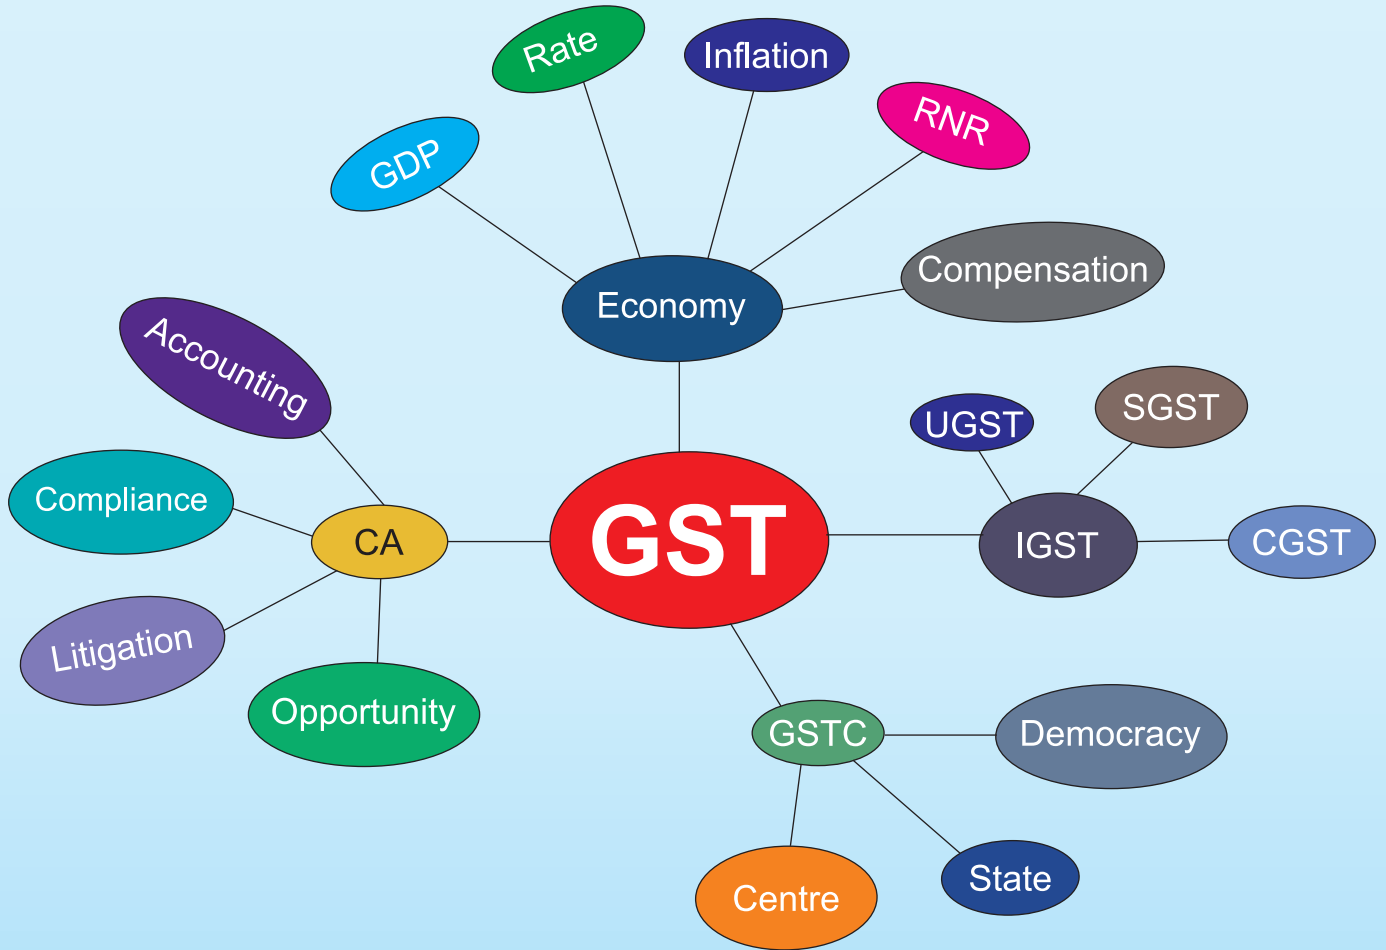 Rate
Inflation
RNR
GDP
Compensation
Economy
Accounting
UGST
SGST
Compliance
CA
GST
IGST
CGST
Litigation
Opportunity
GSTC
Democracy
Centre
State